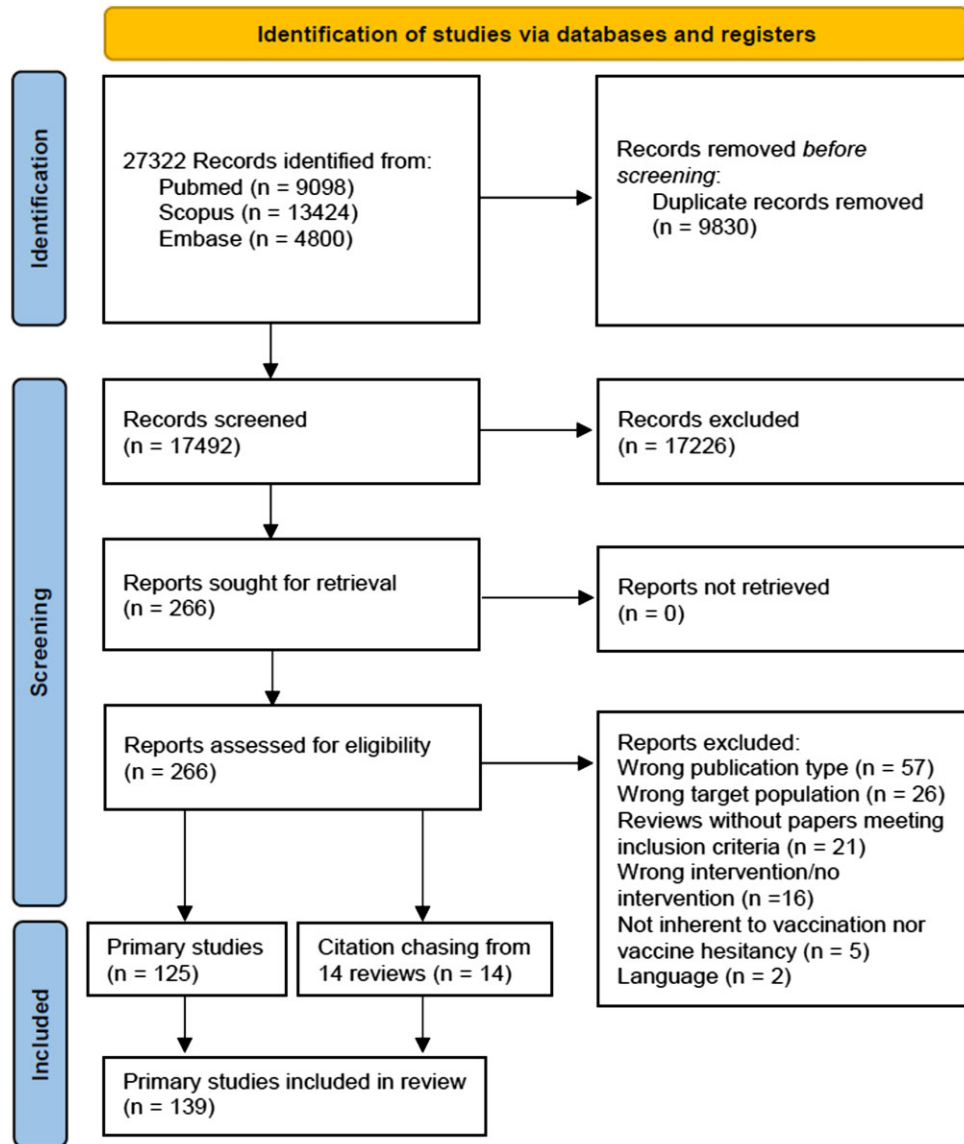 Identification of studies via databases and registers
Identification
27322 Records identified from:
Pubmed (n = 9098)
Scopus (n = 13424)
Embase (n = 4800)
Records removed before
screening:
Duplicate records removed
(n = 9830)
Screening
Records screened
(n = 17492)
Records excluded
(n = 17226)
Reports sought for retrieval
(n = 266)
Reports not retrieved
(n = 0)
Reports assessed for eligibility
(n = 266)
Reports excluded:
Wrong publication type (n = 57)
Wrong target population (n = 26)
Reviews without papers meeting
inclusion criteria (n = 21)
Wrong intervention/no
intervention (n =16)
Not inherent to vaccination nor
vaccine hesitancy (n = 5)
Language (n = 2)
Included
Primary studies
(n = 125)
Citation chasing from
14 reviews (n = 14)
Primary studies included in review
(n = 139)